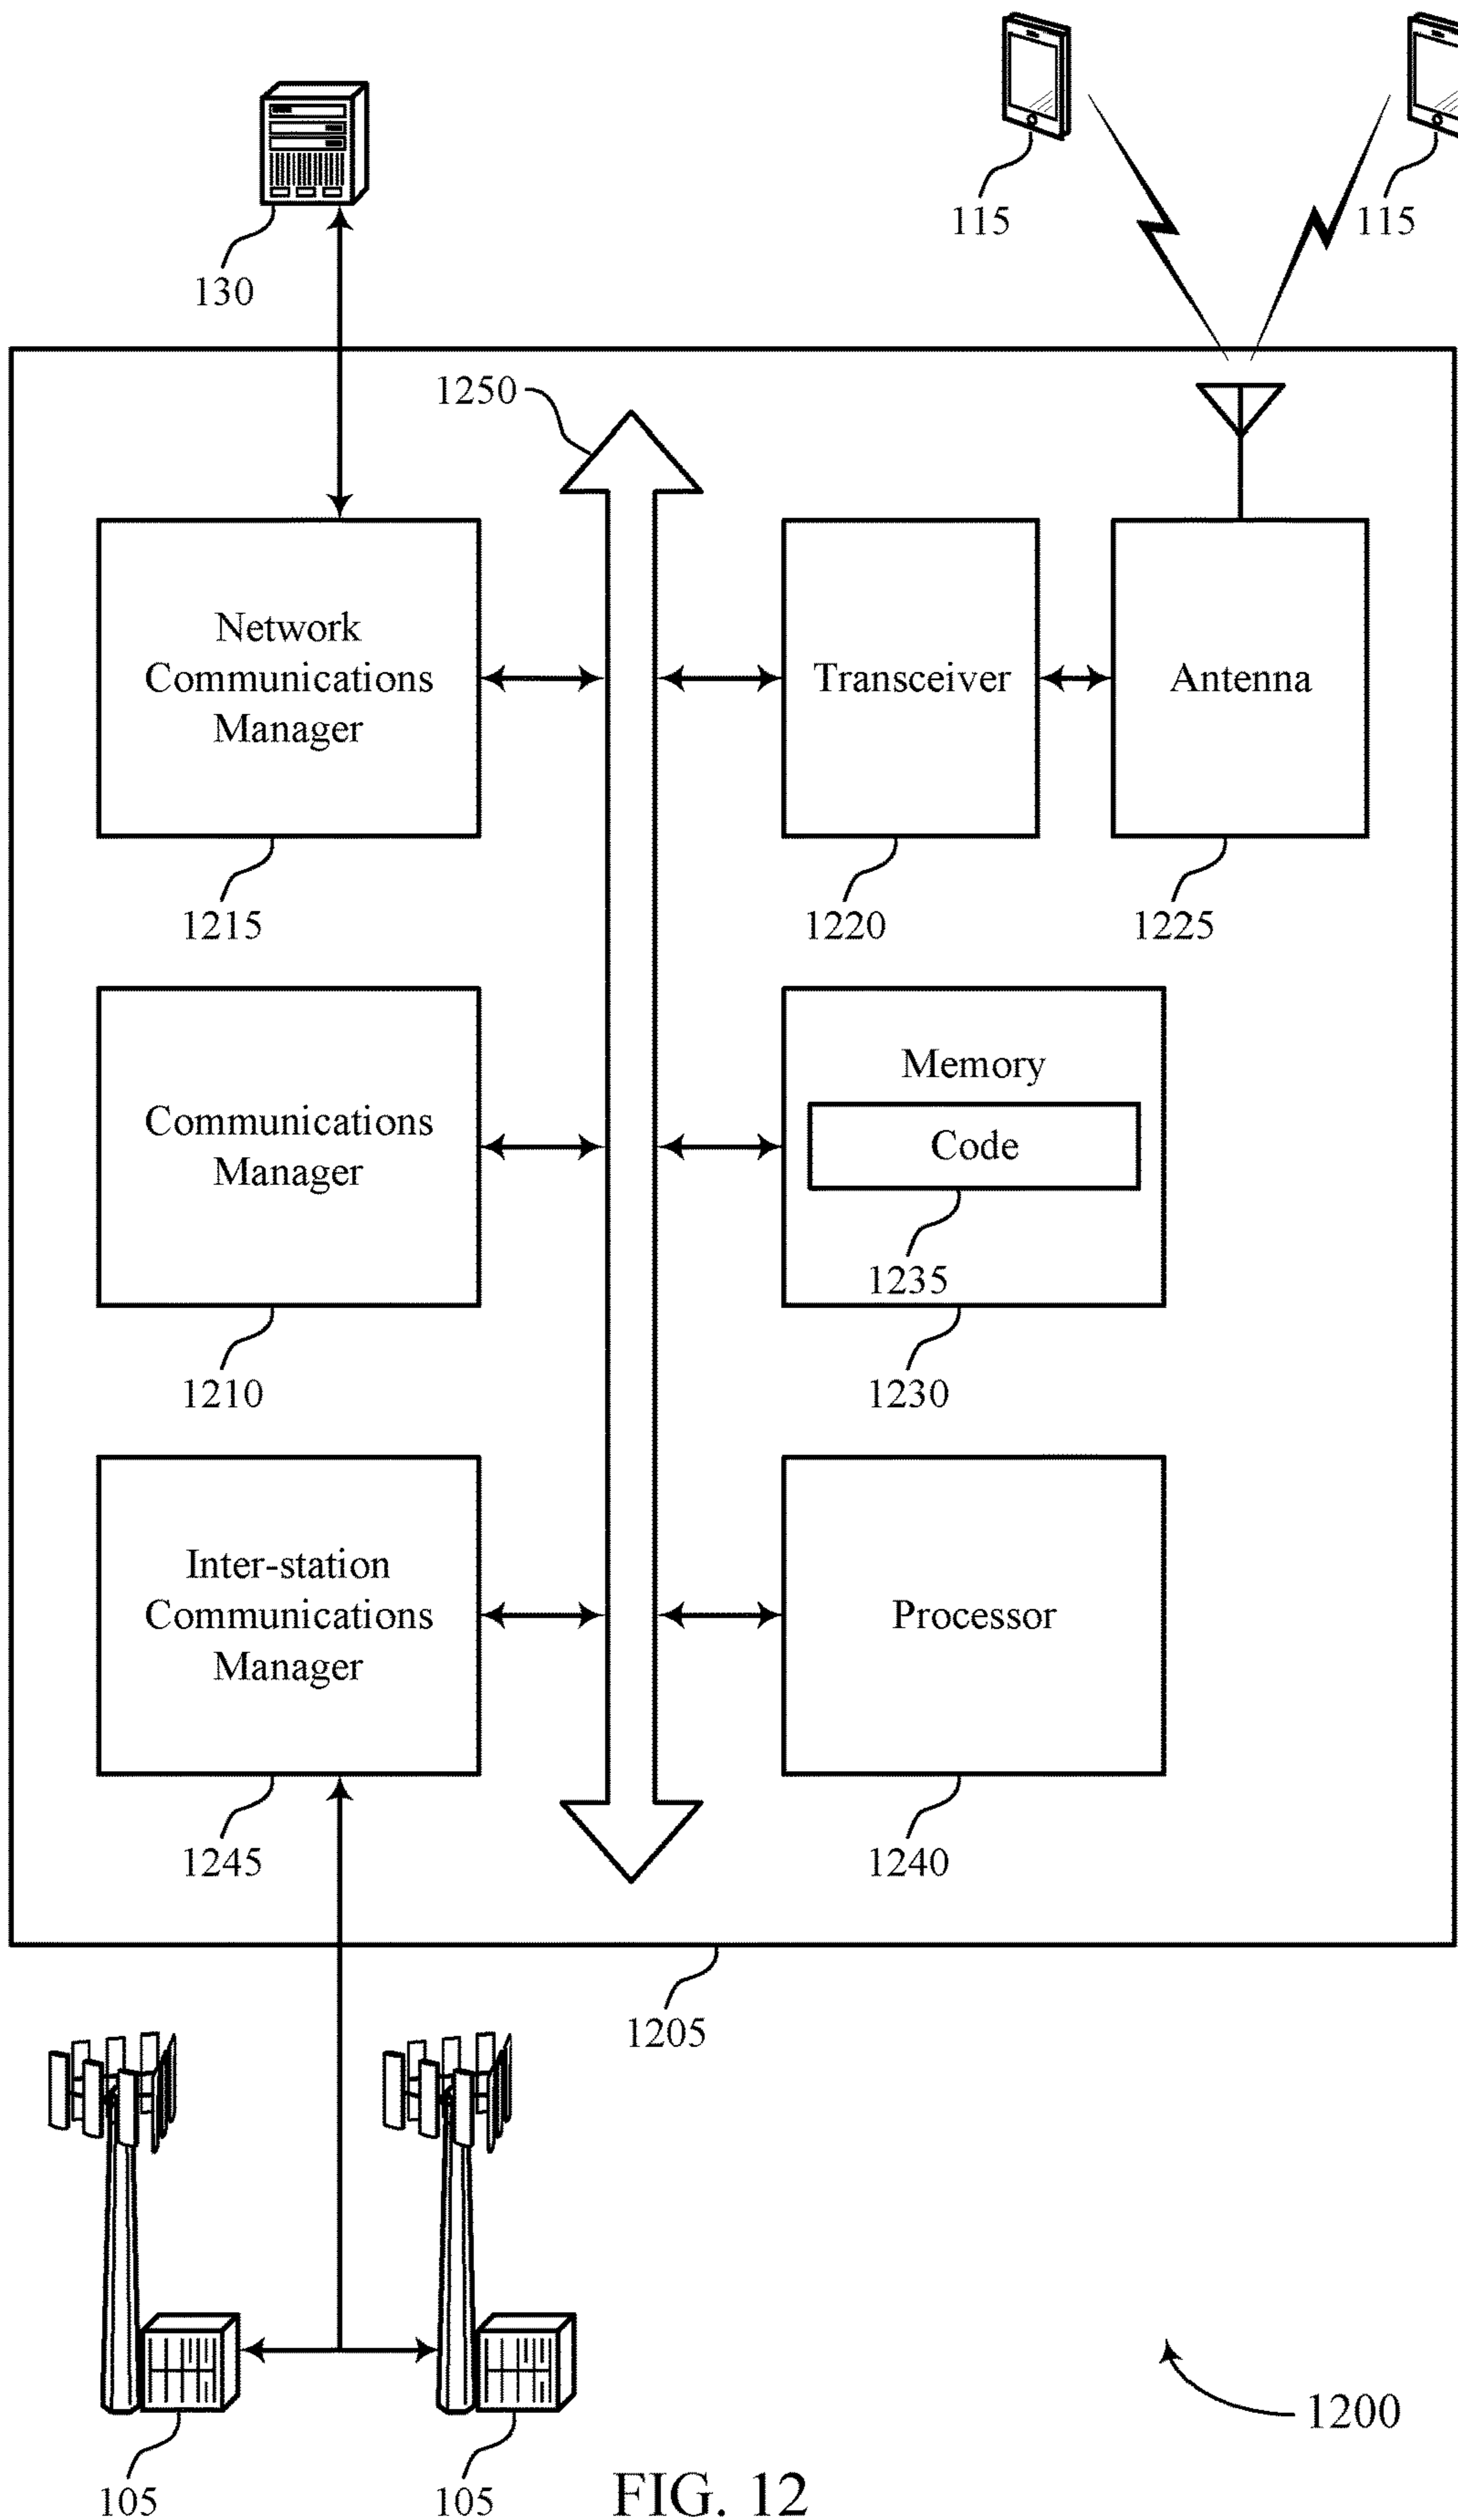 130
115
115
1250
Network
Communications
Manager
Transceiver
Antenna
1215
1220
1225
Communications
Manager
Memory
Code
1235
1210
1230
Inter-station
Communications
Manager
Processor
1245
1240
1205
1200
105
105
FIG. 12